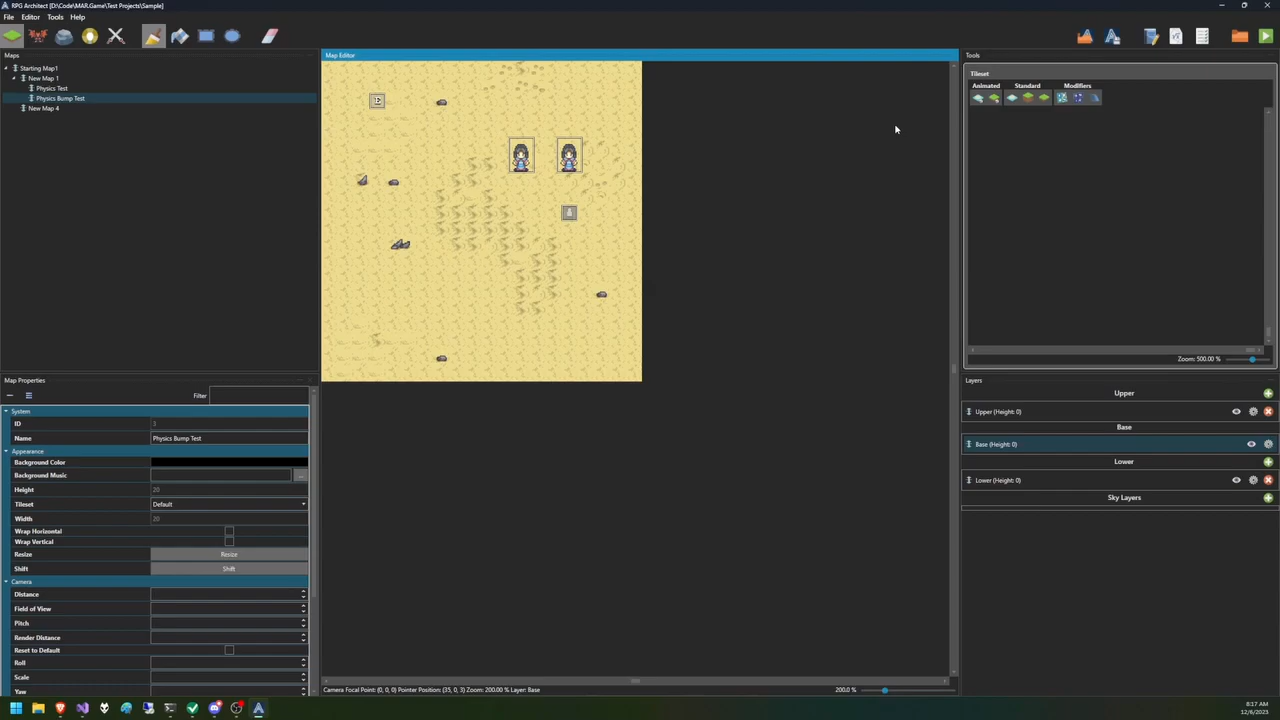 RPG Architect [D:\Code\MAR.Game\Test Projects\Sample]
File Editor Tools Help
Maps
Starting Map1
New Map 1
Physics Test
Physics Bump Test
New Map 4
Map Editor
Tools
Tileset
Animated Standard Modifiers
Zoom: 500.00 %
Map Properties
Filter
System
ID 3
Name Physics Bump Test
Appearance
Background Color
Background Music ...
Height 20
Tileset Default
Width 20
Wrap Horizontal
Wrap Vertical
Resize Resize
Shift Shift
Camera
Distance
Field of View
Pitch
Render Distance
Reset to Default
Roll
Scale
Yaw
Layers
Upper
Upper (Height: 0)
Base
Base (Height: 0)
Lower
Lower (Height: 0)
Sky Layers
Camera Focal Point: (0, 0, 0) Pointer Position: (35, 0, 3) Zoom: 200.00 % Layer: Base
200.0 %
8:17 AM
12/6/2023